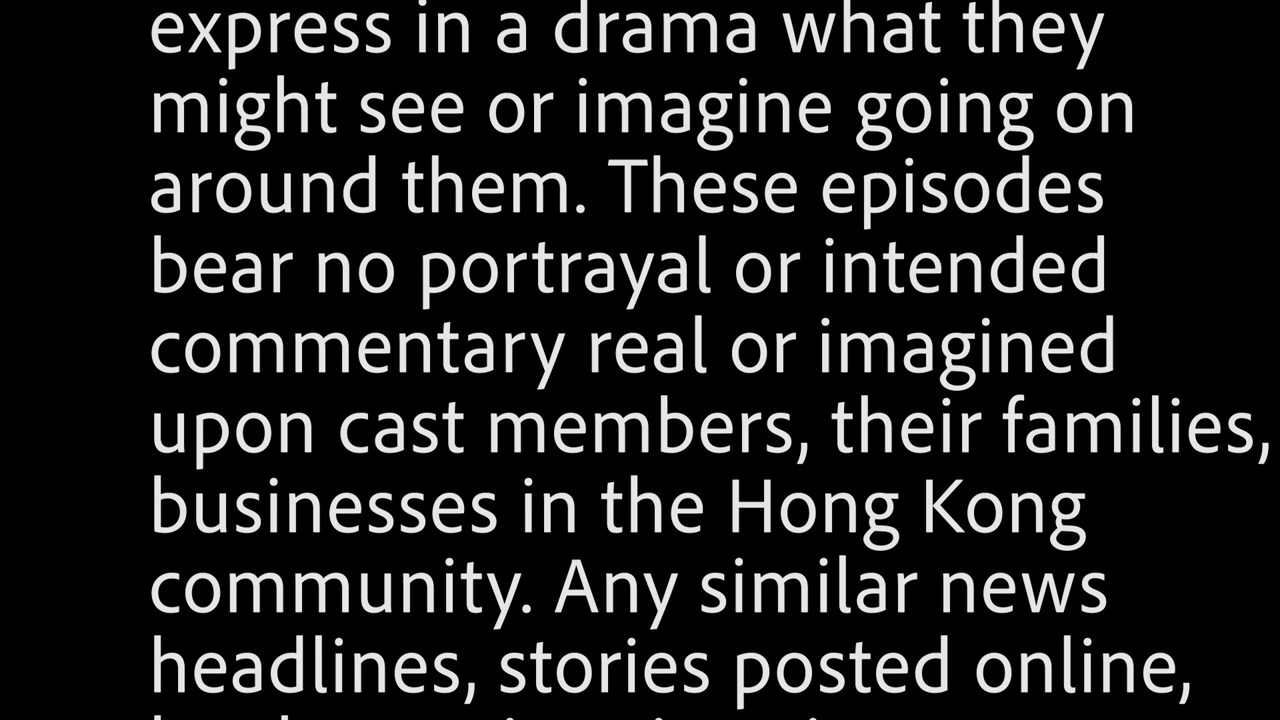 express in a drama what they
might see or imagine going on
around them. These episodes
bear no portrayal or intended
commentary real or imagined
upon cast members, their families,
businesses in the Hong Kong
community. Any similar news
headlines, stories posted online,